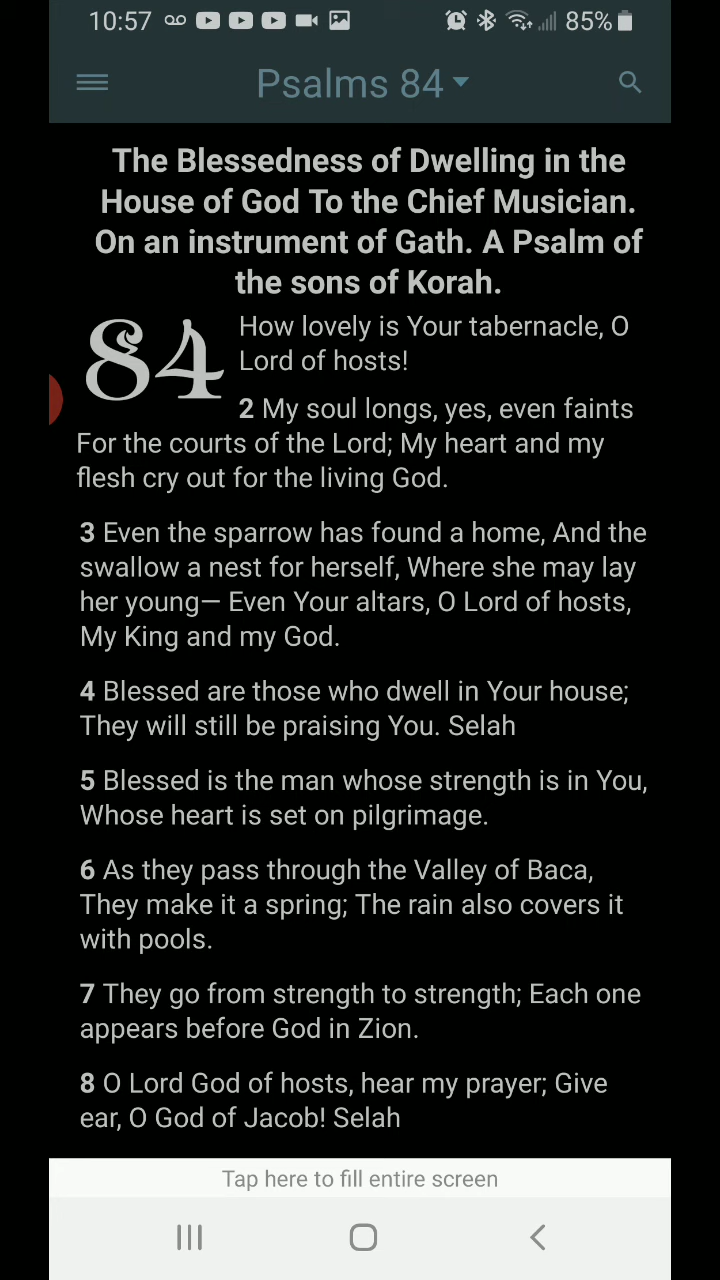 10:57 85%
Psalms 84
The Blessedness of Dwelling in the
House of God To the Chief Musician.
On an instrument of Gath. A Psalm of
the sons of Korah.
84 How lovely is Your tabernacle, O
Lord of hosts!
2 My soul longs, yes, even faints
For the courts of the Lord; My heart and my
flesh cry out for the living God.
3 Even the sparrow has found a home, And the
swallow a nest for herself, Where she may lay
her young— Even Your altars, O Lord of hosts,
My King and my God.
4 Blessed are those who dwell in Your house;
They will still be praising You. Selah
5 Blessed is the man whose strength is in You,
Whose heart is set on pilgrimage.
6 As they pass through the Valley of Baca,
They make it a spring; The rain also covers it
with pools.
7 They go from strength to strength; Each one
appears before God in Zion.
8 O Lord God of hosts, hear my prayer; Give
ear, O God of Jacob! Selah
Tap here to fill entire screen